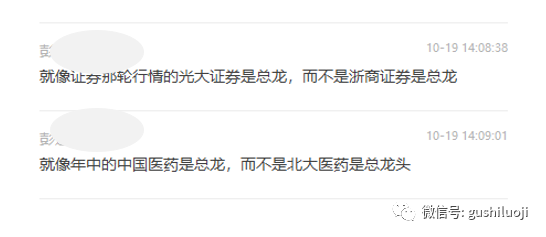 彭
10-19 14:08:38
就像证券那轮行情的光大证券是总龙，而不是浙商证券是总龙
10-19 14:09:01
就像年中的中国医药是总龙，而不是北大医药是总龙头
微信号: gushiluoji